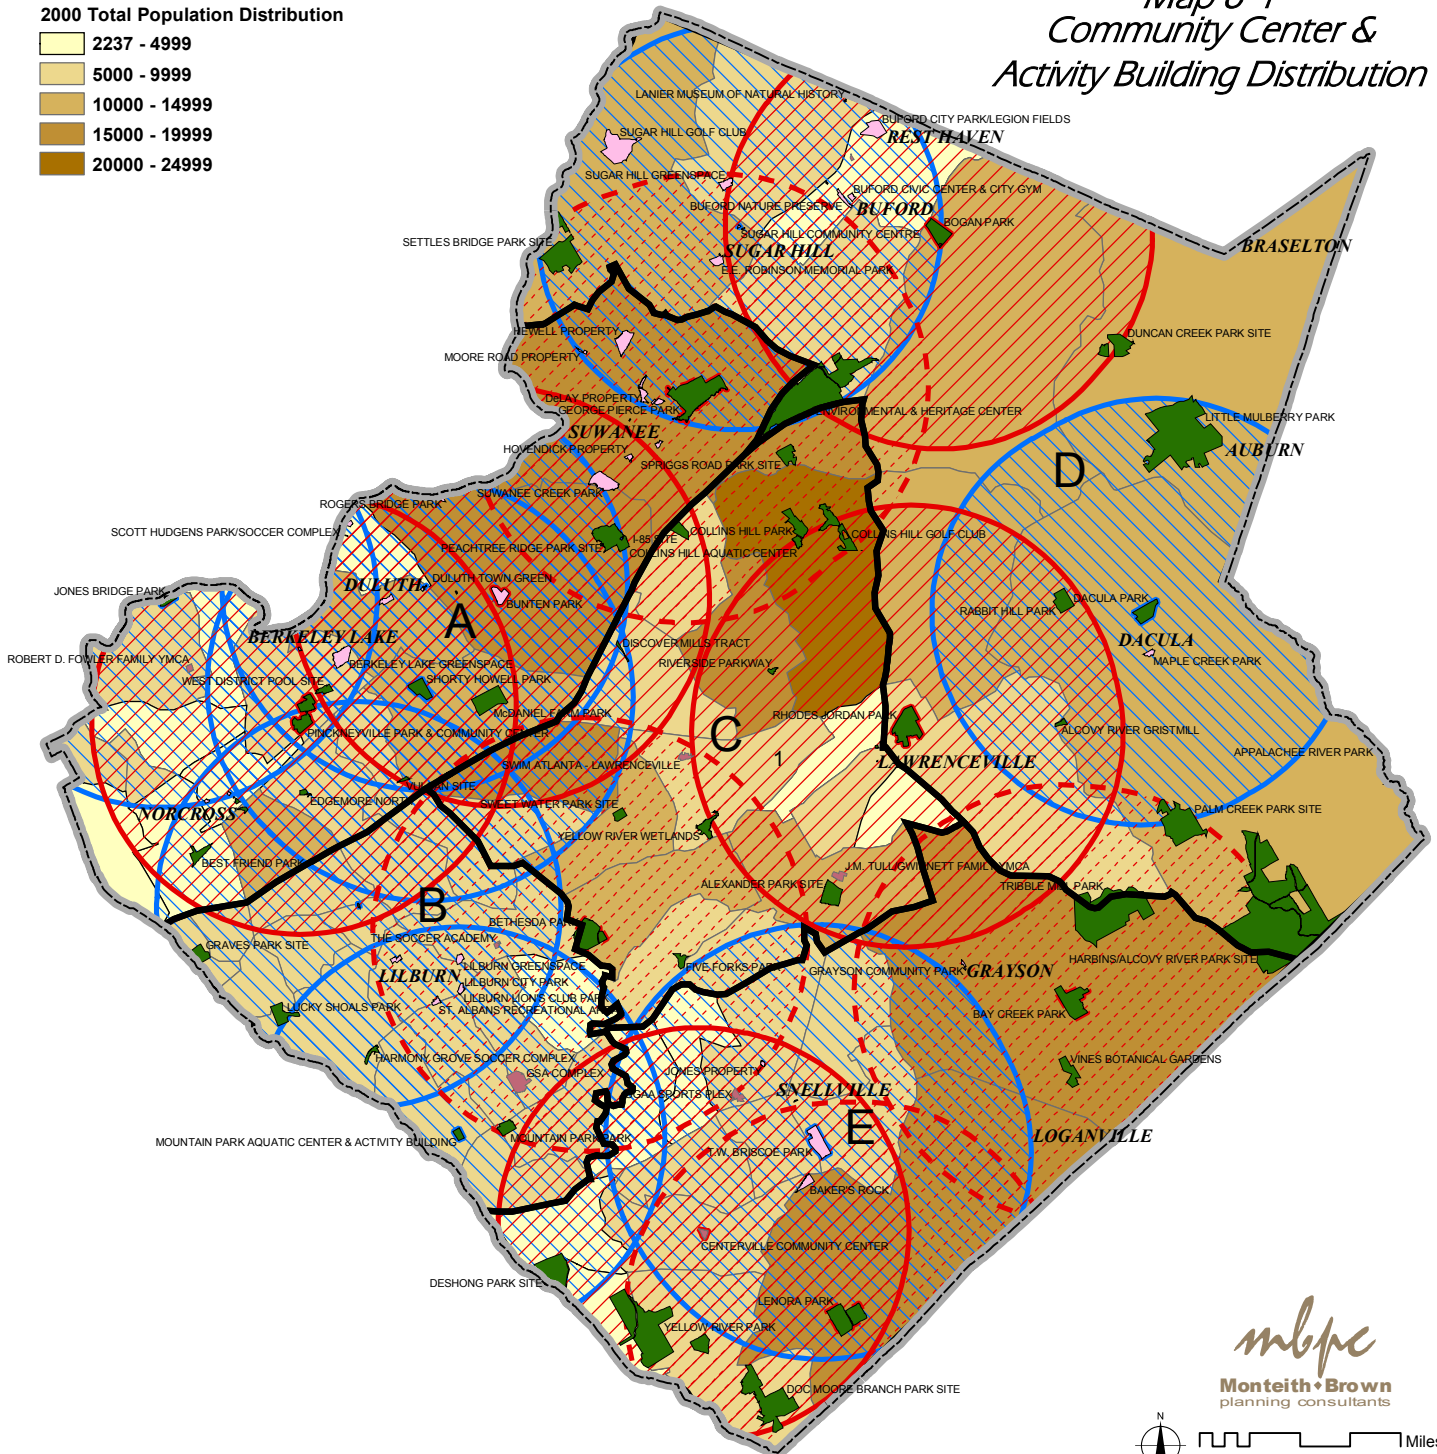 2000 Total Population Distribution
2237 - 4999
5000 - 9999
10000 - 14999
15000 - 19999
20000 - 24999
Community Center &
Activity Building Distribution
LANIER MUSEUM OF NATURAL HISTORY
BUFORD CITY PARK/LEGION FIELDS
SUGAR HILL GOLF CLUB
REST HAVEN
SUGAR HILL GREENSPACE
BUFORD CIVIC CENTER & CITY GYM
BUFORD NATURE PRESERVE
BUFORD
BOGAN PARK
SETTLES BRIDGE PARK SITE
SUGAR HILL COMMUNITY CENTRE
SUGAR HILL
BRASELTON
E.E. ROBINSON MEMORIAL PARK
HEWELL PROPERTY
DUNCAN CREEK PARK SITE
MOORE ROAD PROPERTY
DeLAY PROPERTY
GEORGE PIERCE PARK
ENVIRONMENTAL & HERITAGE CENTER
LITTLE MULBERRY PARK
SUWANEE
HOVENDICK PROPERTY
AUBURN
SPRIGGS ROAD PARK SITE
D
SUWANEE CREEK PARK
ROGERS BRIDGE PARK
SCOTT HUDGENS PARK/SOCCER COMPLEX
COLLINS HILL PARK
COLLINS HILL GOLF CLUB
I-85 SITE
PEACHTREE RIDGE PARK SITE
COLLINS HILL AQUATIC CENTER
DULUTH TOWN GREEN
DULUTH
JONES BRIDGE PARK
BUNTEN PARK
DACULA PARK
RABBIT HILL PARK
A
BERKELEY LAKE
DISCOVER MILLS TRACT
DACULA
ROBERT D. FOWLER FAMILY YMCA
BERKELEY LAKE GREENSPACE
RIVERSIDE PARKWAY
MAPLE CREEK PARK
WEST DISTRICT POOL SITE
SHORTY HOWELL PARK
McDANIEL FARM PARK
RHODES JORDAN PARK
PINCKNEYVILLE PARK & COMMUNITY CENTER
ALCOVY RIVER GRISTMILL
C
1
APPALACHEE RIVER PARK
SWIM ATLANTA - LAWRENCEVILLE
LAWRENCEVILLE
VULCAN SITE
EDGEMORE NORTH
SWEET WATER PARK SITE
NORCROSS
PALM CREEK PARK SITE
YELLOW RIVER WETLANDS
BEST FRIEND PARK
J.M. TULL/GWINNETT FAMILY YMCA
ALEXANDER PARK SITE
TRIBBLE MILL PARK
B
BETHESDA PARK
THE SOCCER ACADEMY
GRAVES PARK SITE
HARBINS/ALCOVY RIVER PARK SITE
LILBURN GREENSPACE
FIVE FORKS PARK
GRAYSON COMMUNITY PARK
GRAYSON
LILBURN
LILBURN CITY PARK
LILBURN LION'S CLUB PARK
LUCKY SHOALS PARK
ST. ALBANS RECREATIONAL AREA
BAY CREEK PARK
HARMONY GROVE SOCCER COMPLEX
VINES BOTANICAL GARDENS
GSA COMPLEX
JONES PROPERTY
SNELLVILLE
E
MOUNTAIN PARK AQUATIC CENTER & ACTIVITY BUILDING
MOUNTAIN PARK PARK
LOGANVILLE
T.W. BRISCOE PARK
BAKER'S ROCK
CENTERVILLE COMMUNITY CENTER
DESHONG PARK SITE
LENORA PARK
YELLOW RIVER PARK
DOC MOORE BRANCH PARK SITE
mbpc
Monteith Brown
planning consultants
N